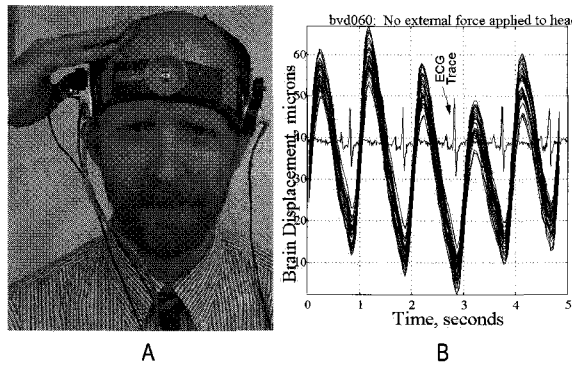 bvd060: No external force applied to hea
Brain Displacement, microns
60
50
40
30
20
10
ECG
Trace
0
1
2
3
4
5
Time, seconds
A
B